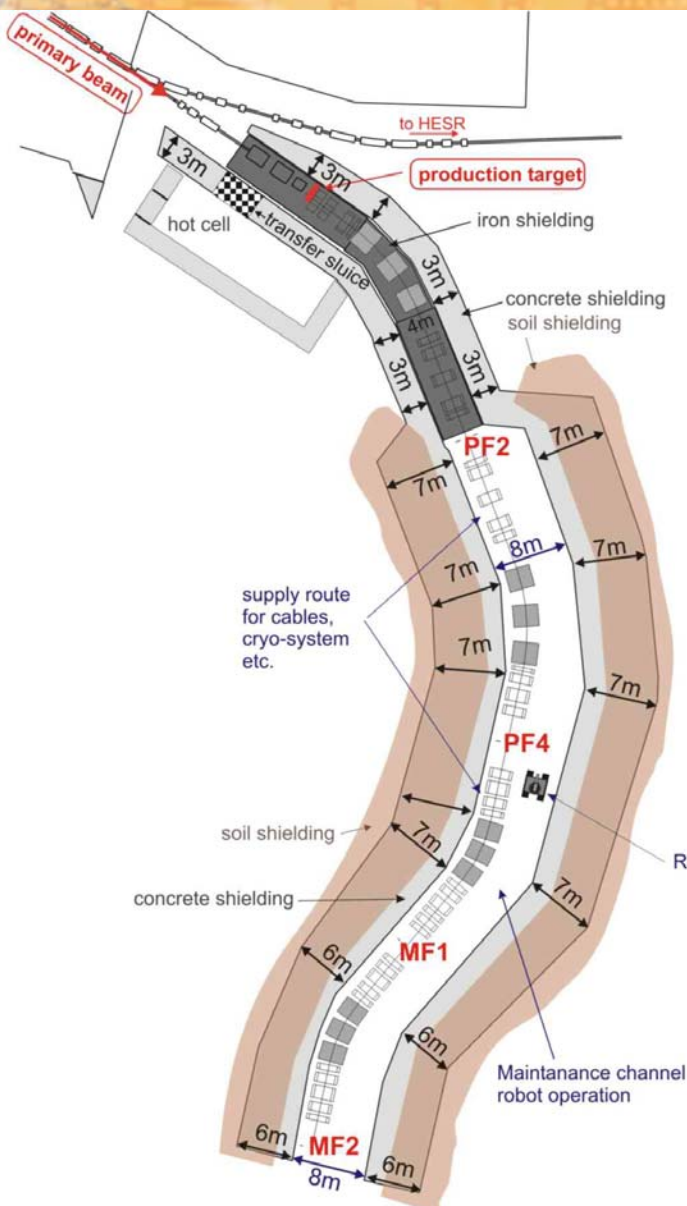 primary beam
to HESR
3m
3m
production target
hot cell
transfer sluice
iron shielding
3m
concrete shielding
soil shielding
4m
3m
3m
PF2
7m
7m
8m
7m
7m
supply route
for cables,
cryo-system
etc.
7m
7m
PF4
soil shielding
7m
R
concrete shielding
7m
MF1
6m
6m
Maintanance channel
robot operation
MF2
6m
8m
6m